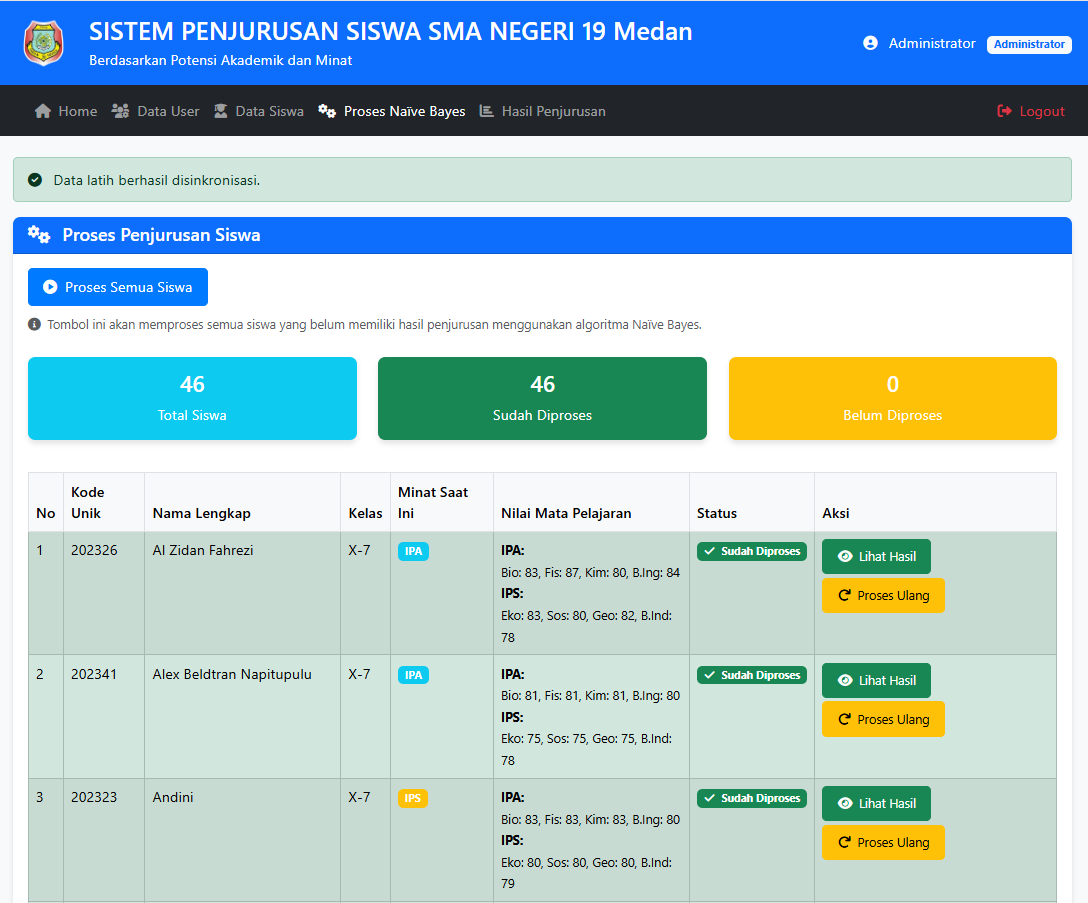 SISTEM PENJURUSAN SISWA SMA NEGERI 19 Medan
Berdasarkan Potensi Akademik dan Minat
Administrator Administrator
Home Data User Data Siswa Proses Naïve Bayes Hasil Penjurusan Logout
Data latih berhasil disinkronisasi.
Proses Penjurusan Siswa
Proses Semua Siswa
Tombol ini akan memproses semua siswa yang belum memiliki hasil penjurusan menggunakan algoritma Naïve Bayes.
46
Total Siswa
46
Sudah Diproses
0
Belum Diproses
No
Kode
Unik
Nama Lengkap
Kelas
Minat Saat
Ini
Nilai Mata Pelajaran
Status
Aksi
1
202326
Al Zidan Fahrezi
X-7
IPA
IPA:
Bio: 83, Fis: 87, Kim: 80, B.Ing: 84
IPS:
Eko: 83, Sos: 80, Geo: 82, B.Ind:
78
Sudah Diproses
Lihat Hasil
Proses Ulang
2
202341
Alex Beldtran Napitupulu
X-7
IPA
IPA:
Bio: 81, Fis: 81, Kim: 81, B.Ing: 80
IPS:
Eko: 75, Sos: 75, Geo: 75, B.Ind:
78
Sudah Diproses
Lihat Hasil
Proses Ulang
3
202323
Andini
X-7
IPS
IPA:
Bio: 83, Fis: 83, Kim: 83, B.Ing: 80
IPS:
Eko: 80, Sos: 80, Geo: 80, B.Ind:
79
Sudah Diproses
Lihat Hasil
Proses Ulang